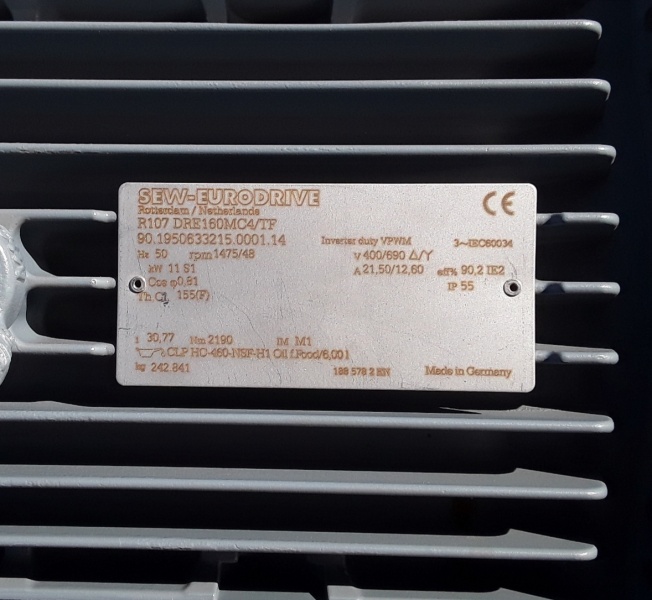 SEW-EURODRIVE
CE
Rotterdam / Netherlands
R107 DRE160MC4/TF
90.1950633215.0001.14
Inverter duty VPWM
3~IEC60034
Hz 50 rpm 1475/48
V 400/690 Δ/Y
kW 11 S1
A 21,50/12,60
eff% 90,2 IE2
Cos φ0,81
IP 55
Th Cl 155(F)
i 30,77 Nm 2190 IM M1
CLP HC-460-NSF-H1 Oil f.Food/6,00 l
kg 242.841
188 578 2 EN
Made in Germany